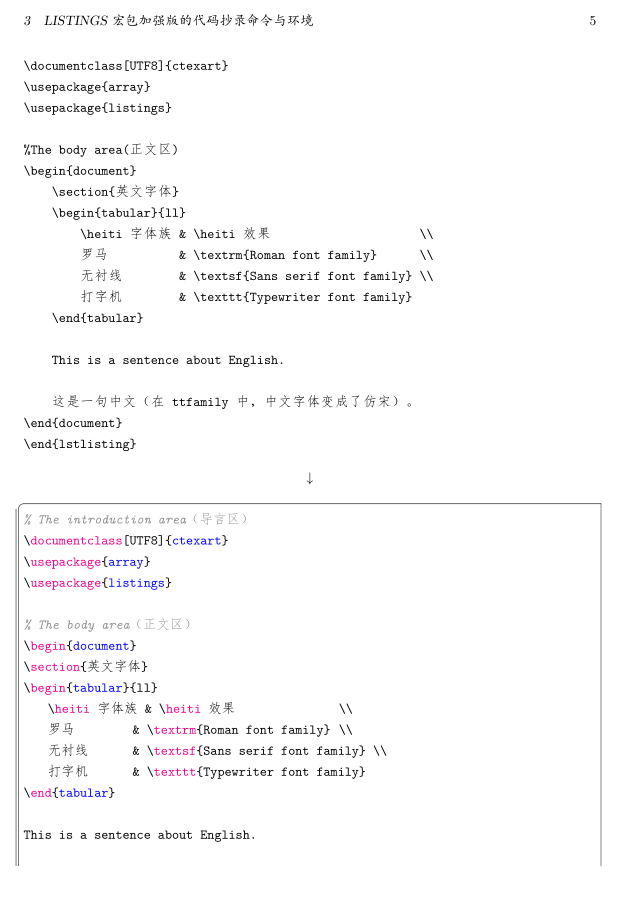 3 LISTINGS 宏包加强版的代码抄录命令与环境 5
\documentclass[UTF8]{ctexart}
\usepackage{array}
\usepackage{listings}
%The body area(正文区)
\begin{document}
    \section{英文字体}
    \begin{tabular}{ll}
        \heiti 字体族 & \heiti 效果                     \\
        罗马          & \textrm{Roman font family}      \\
        无衬线        & \textsf{Sans serif font family} \\
        打字机        & \texttt{Typewriter font family}
    \end{tabular}
    This is a sentence about English.
    这是一句中文（在 ttfamily 中，中文字体变成了仿宋）。
\end{document}
\end{lstlisting}
↓
% The introduction area（导言区）
\documentclass[UTF8]{ctexart}
\usepackage{array}
\usepackage{listings}
% The body area（正文区）
\begin{document}
\section{英文字体}
\begin{tabular}{ll}
    \heiti 字体族 & \heiti 效果               \\
    罗马        & \textrm{Roman font family} \\
    无衬线      & \textsf{Sans serif font family} \\
    打字机      & \texttt{Typewriter font family}
\end{tabular}
This is a sentence about English.